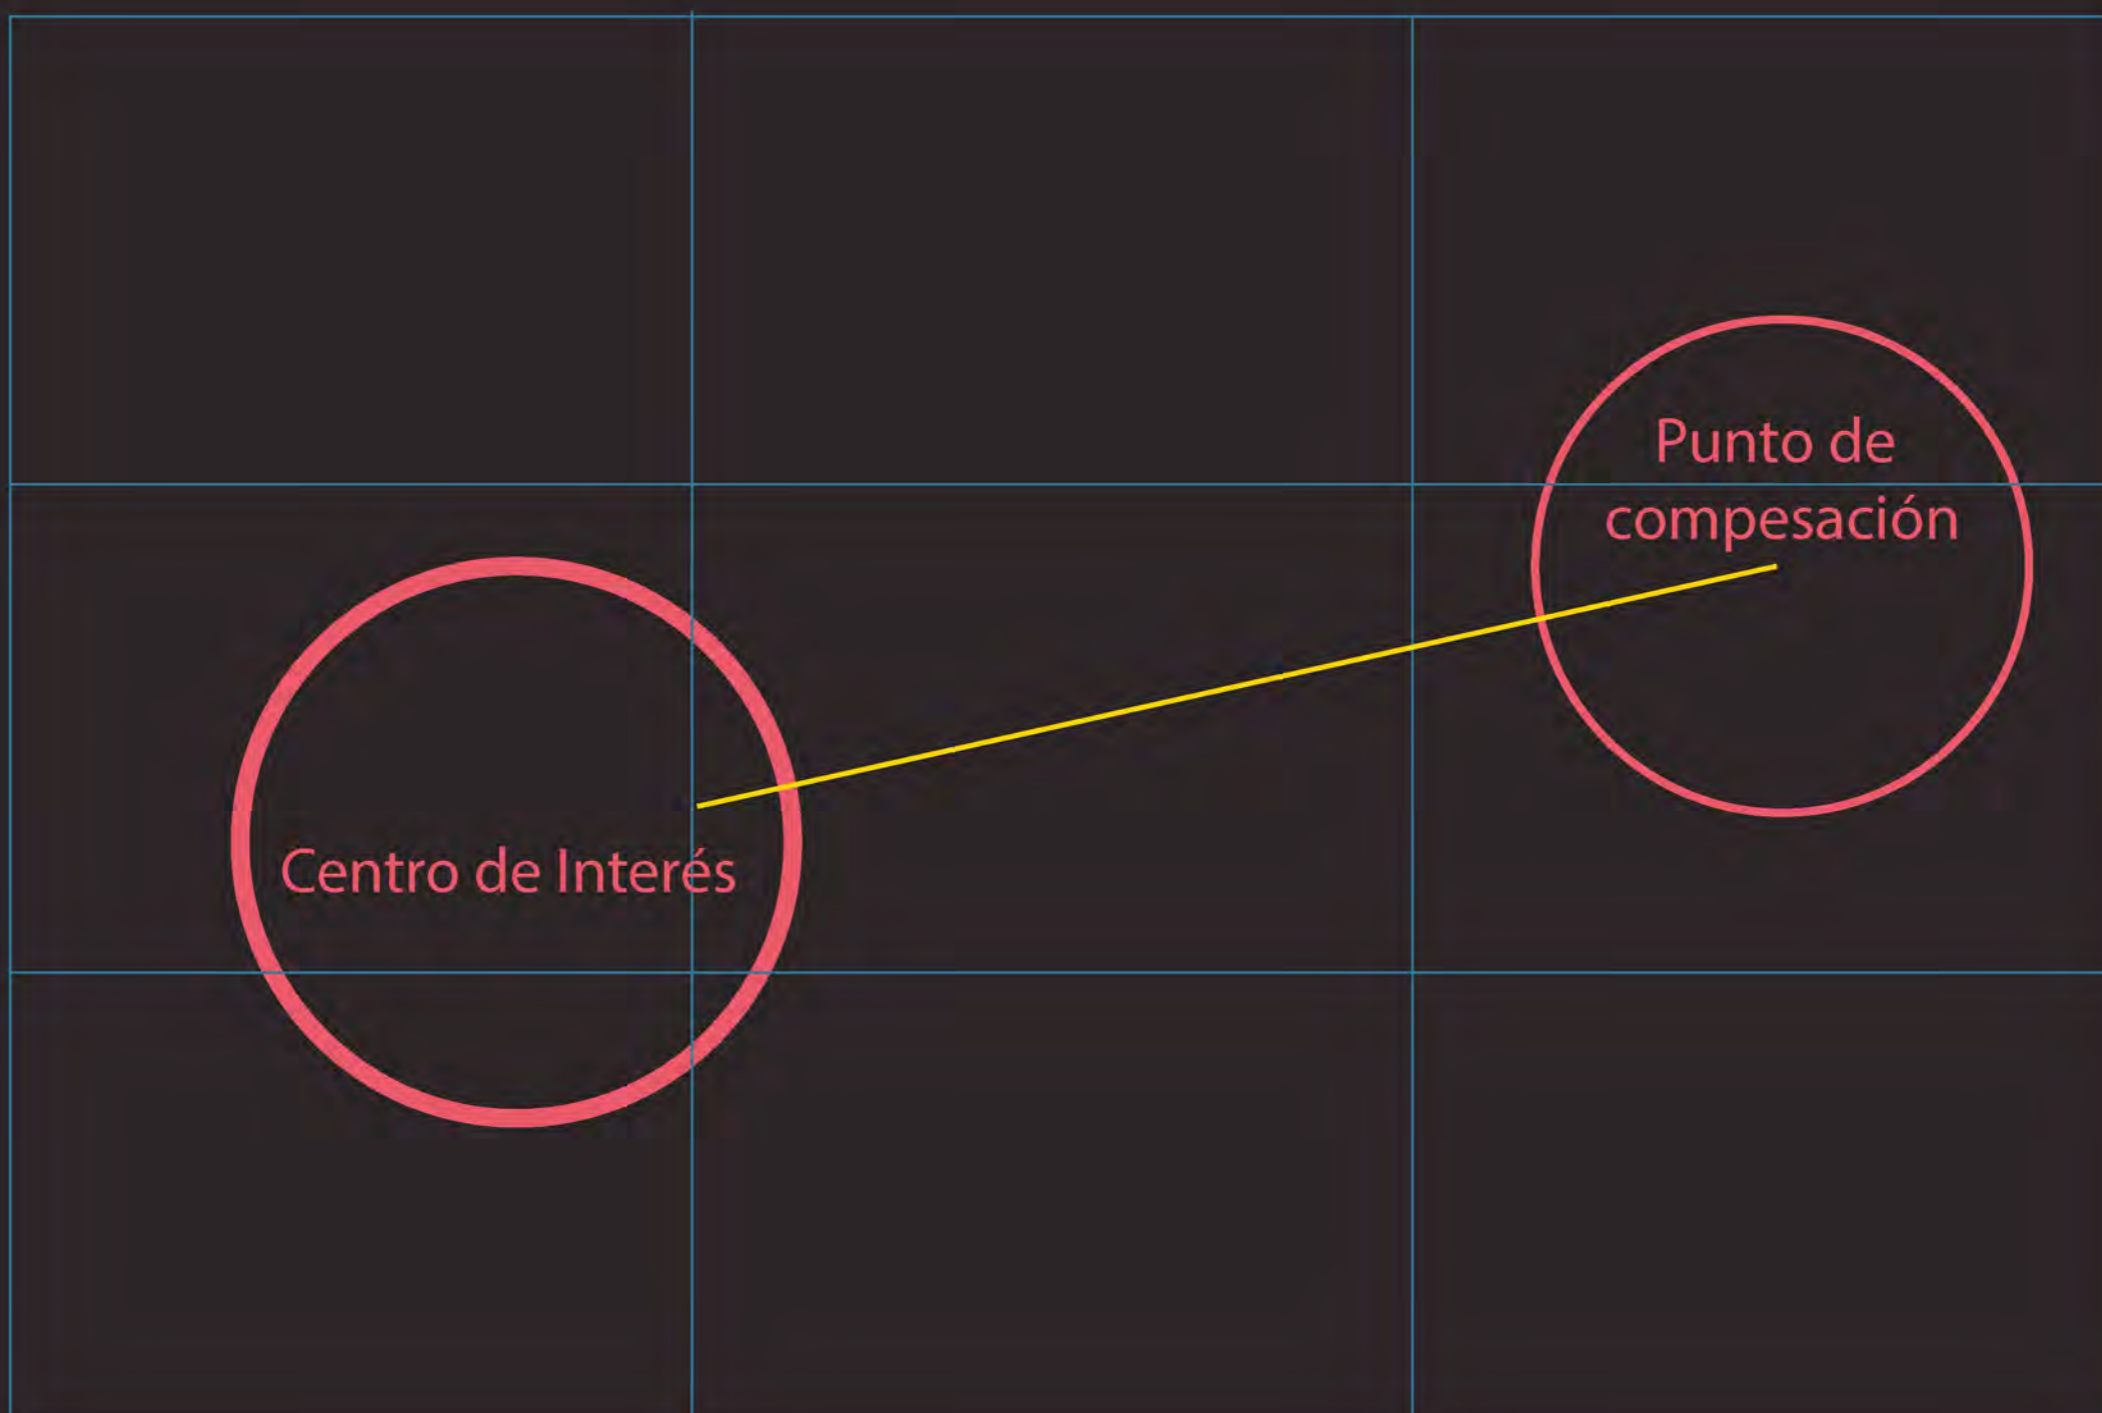 Punto de
compesación
Centro de Interés